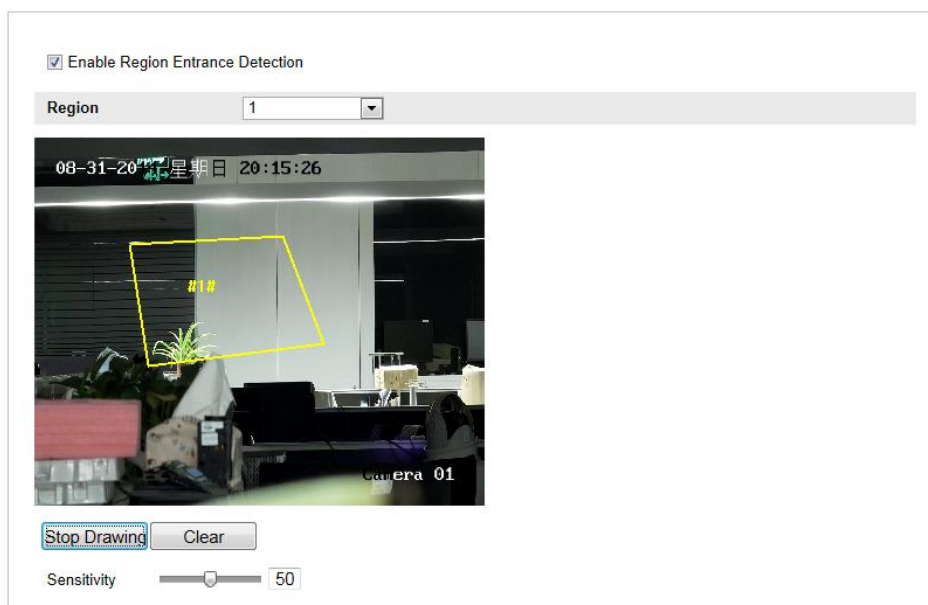 Enable Region Entrance Detection
Region 1
08-31-20 星期日 20:15:26
#1#
Camera 01
Stop Drawing Clear
Sensitivity 50